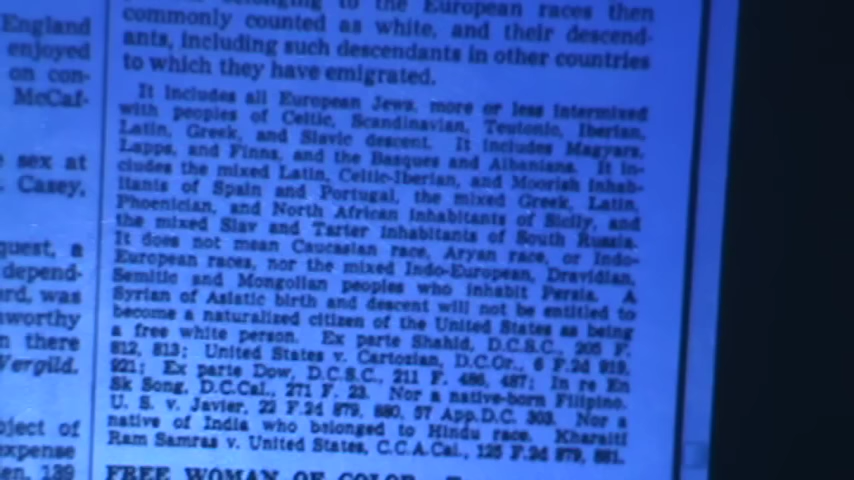 England
enjoyed
on con-
McCaf-
sex at
Casey,
quest, a
depend-
ard, was
nworthy
n there
Vergild.
bject of
expense
en, 139
belonging to the European races then
commonly counted as white, and their descend-
ants, including such descendants in other countries
to which they have emigrated.
It includes all European Jews, more or less intermixed
with peoples of Celtic, Scandinavian, Teutonic, Iberian,
Latin, Greek, and Slavic descent. It includes Magyars,
Lapps, and Finns, and the Basques and Albanians. It in-
cludes the mixed Latin, Celtic-Iberian, and Moorish inhab-
itants of Spain and Portugal, the mixed Greek, Latin,
Phoenician, and North African inhabitants of Sicily, and
the mixed Slav and Tarter inhabitants of South Russia.
It does not mean Caucasian race, Aryan race, or Indo-
European races, nor the mixed Indo-European, Dravidian,
Semitic and Mongolian peoples who inhabit Persia. A
Syrian of Asiatic birth and descent will not be entitled to
become a naturalized citizen of the United States as being
a free white person. Ex parte Shahid, D.C.S.C., 205 F.
812, 813; United States v. Cartozian, D.C.Or., 6 F.2d 919,
921; Ex parte Dow, D.C.S.C., 211 F. 486, 487; In re En
Sk Song, D.C.Cal., 271 F. 23. Nor a native-born Filipino.
U. S. v. Javier, 22 F.2d 879, 880, 57 App.D.C. 303. Nor a
native of India who belonged to Hindu race. Kharaiti
Ram Samras v. United States, C.C.A.Cal., 125 F.2d 879, 881.
FREE WOMAN OF COLOR.